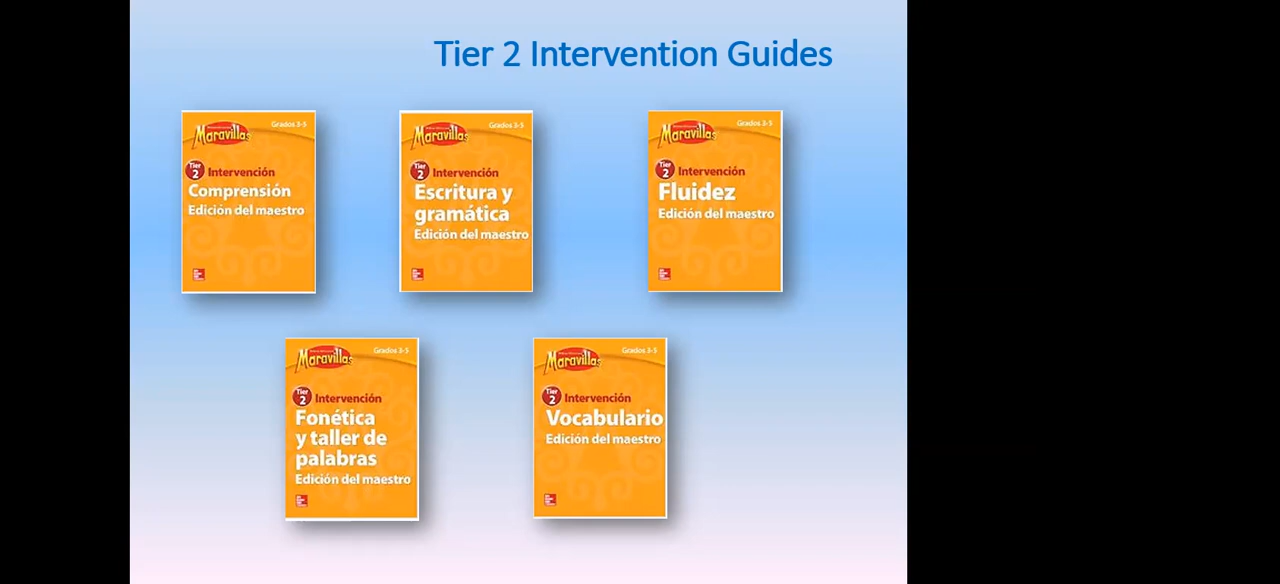 Tier 2 Intervention Guides
Grados 3-5
Maravillas
Tier
2
Intervención
Comprensión
Edición del maestro
Grados 3-5
Maravillas
Tier
2
Intervención
Escritura y
gramática
Edición del maestro
Grados 3-5
Maravillas
Tier
2
Intervención
Fluidez
Edición del maestro
Grados 3-5
Maravillas
Tier
2
Intervención
Fonética
y taller de
palabras
Edición del maestro
Grados 3-5
Maravillas
Tier
2
Intervención
Vocabulario
Edición del maestro